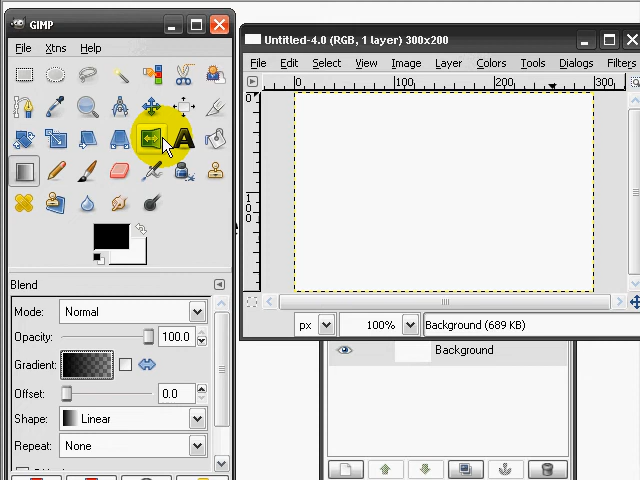 GIMP
File Xtns Help
A
Blend
Mode: Normal
Opacity: 100.0
Gradient:
Offset: 0.0
Shape: Linear
Repeat: None
Untitled-4.0 (RGB, 1 layer) 300x200
File Edit Select View Image Layer Colors Tools Dialogs Filters
0 100 200 300
0
100
px 100% Background (689 KB)
Background